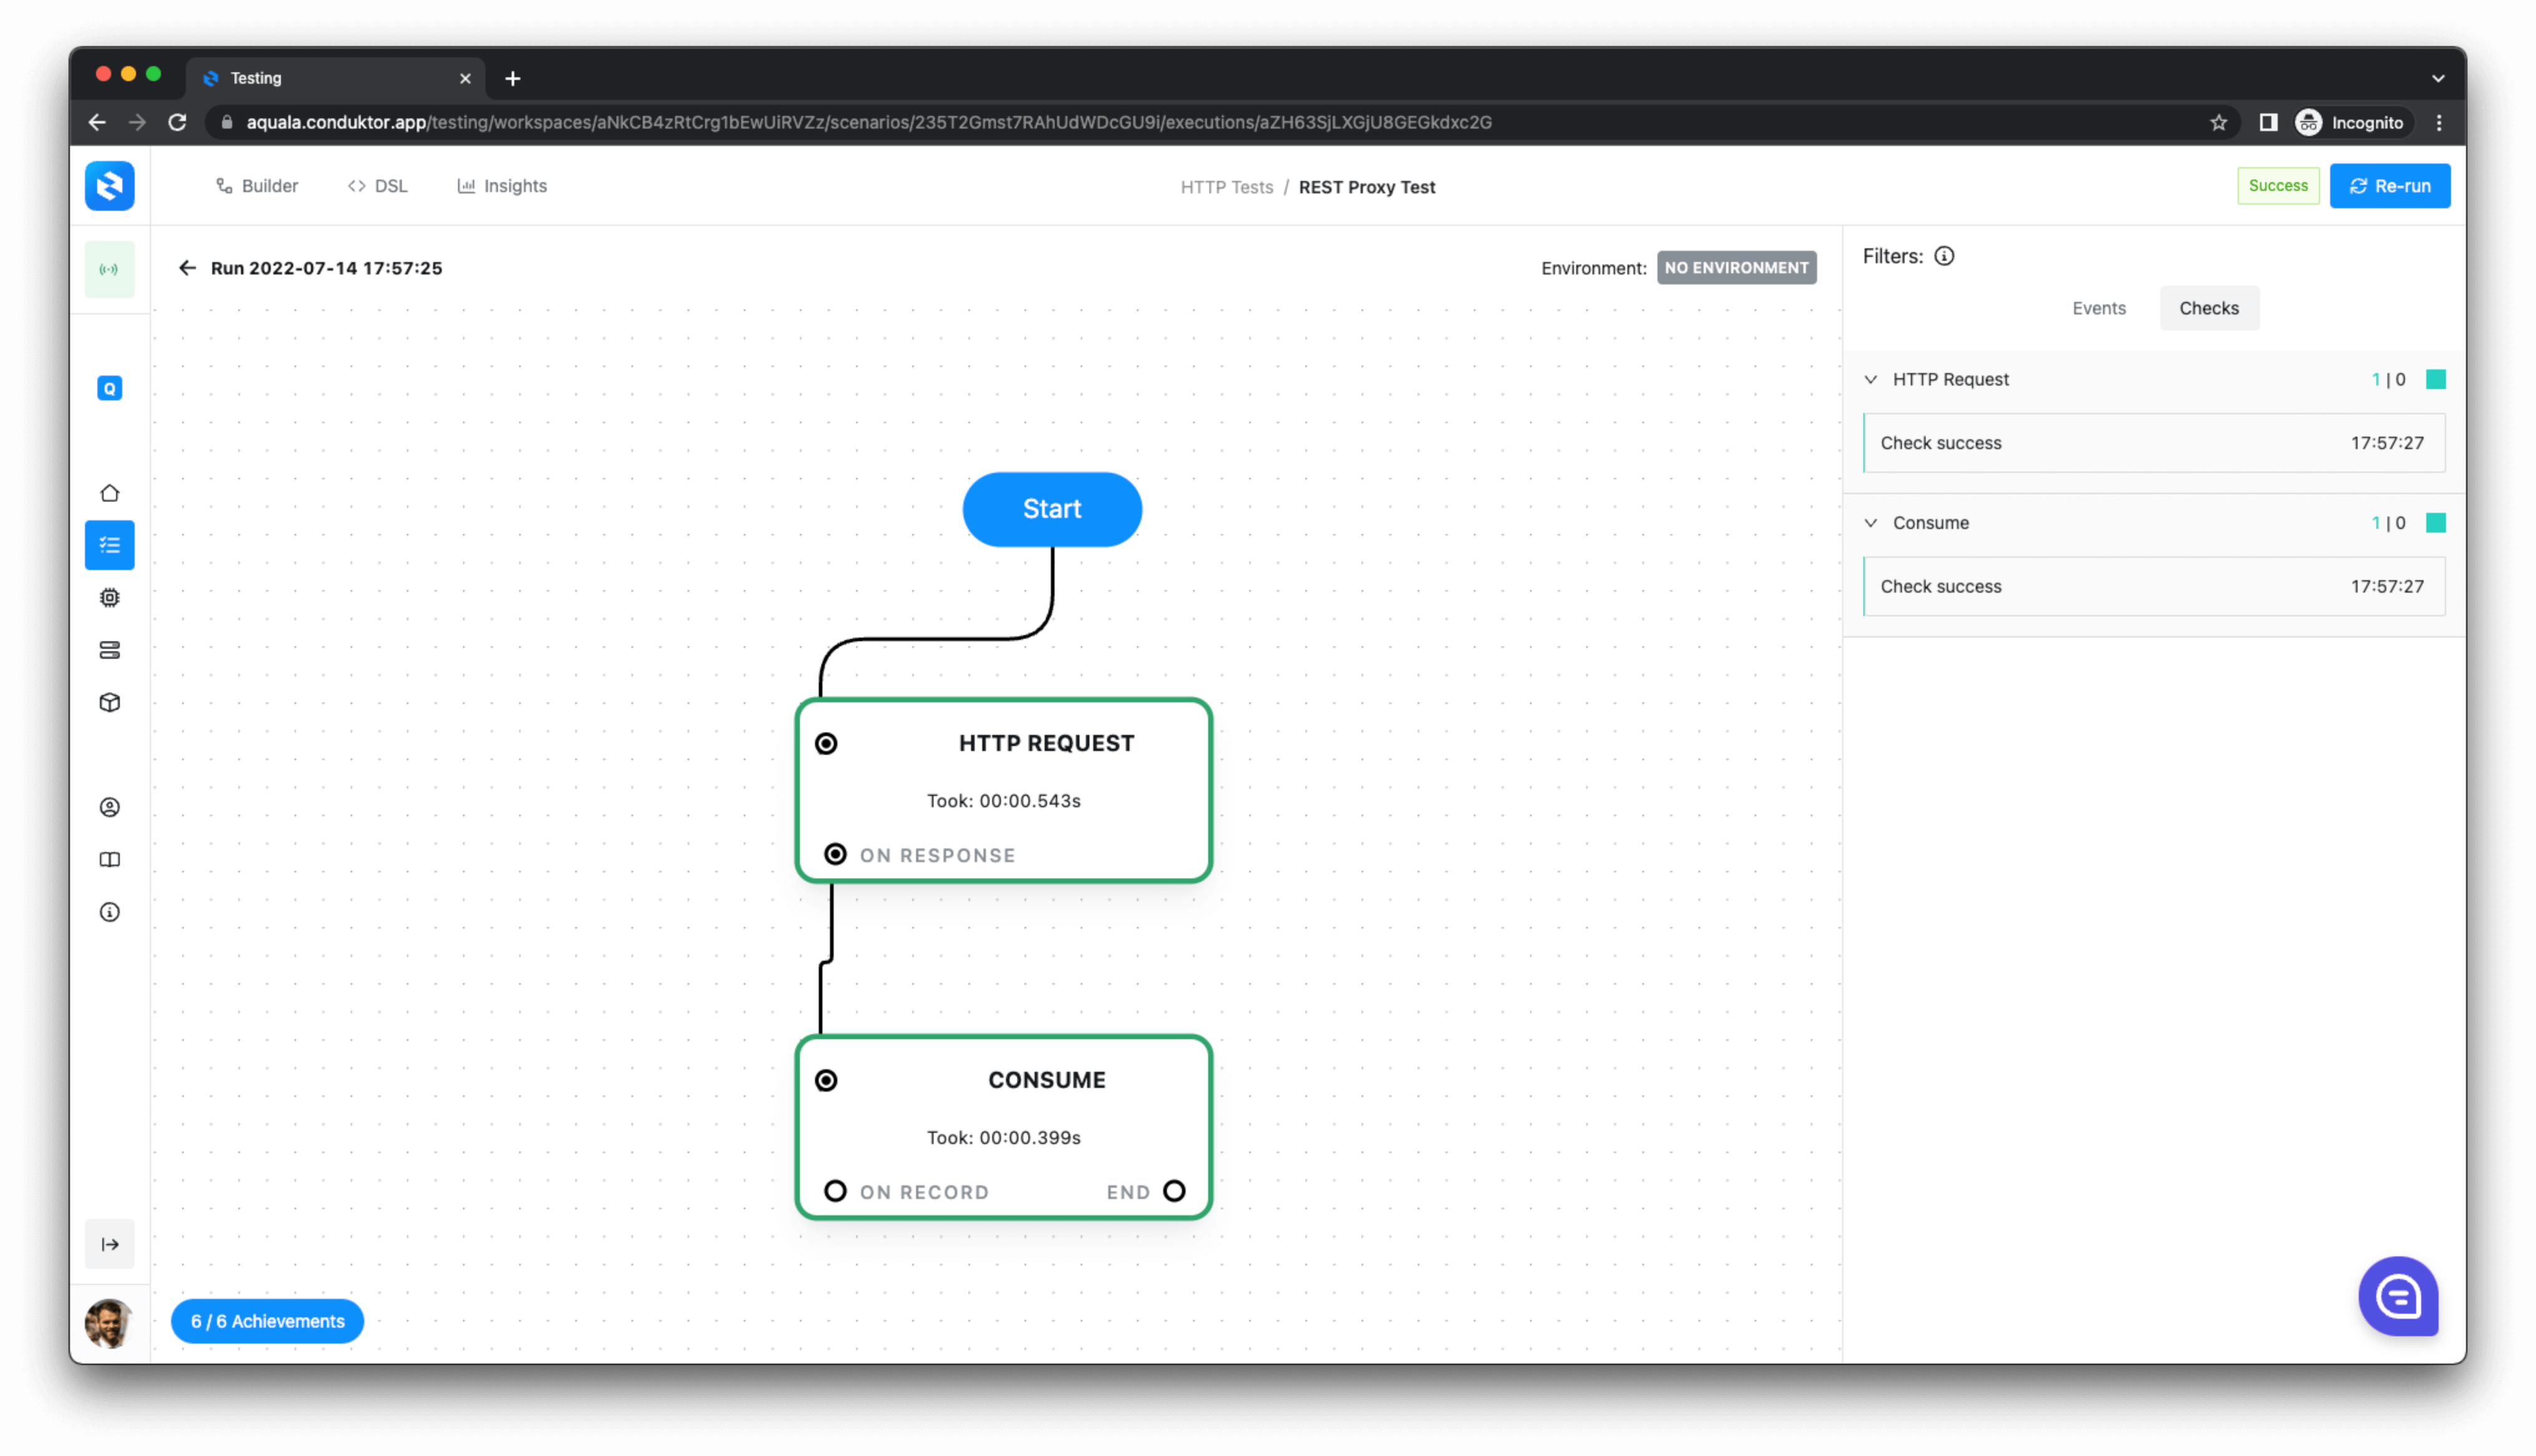 Testing
aquala.conduktor.app/testing/workspaces/aNkCB4zRtCrg1bEwUiRVZz/scenarios/235T2Gmst7RAhUdWDcGU9i/executions/aZH63SjLXGjU8GEGkdxc2G
Incognito
Builder
DSL
Insights
HTTP Tests / REST Proxy Test
Success
Re-run
Run 2022-07-14 17:57:25
Environment: NO ENVIRONMENT
Filters:
Events
Checks
Q
HTTP Request 1 | 0
Check success 17:57:27
Consume 1 | 0
Check success 17:57:27
Start
HTTP REQUEST
Took: 00:00.543s
ON RESPONSE
CONSUME
Took: 00:00.399s
ON RECORD END
6 / 6 Achievements